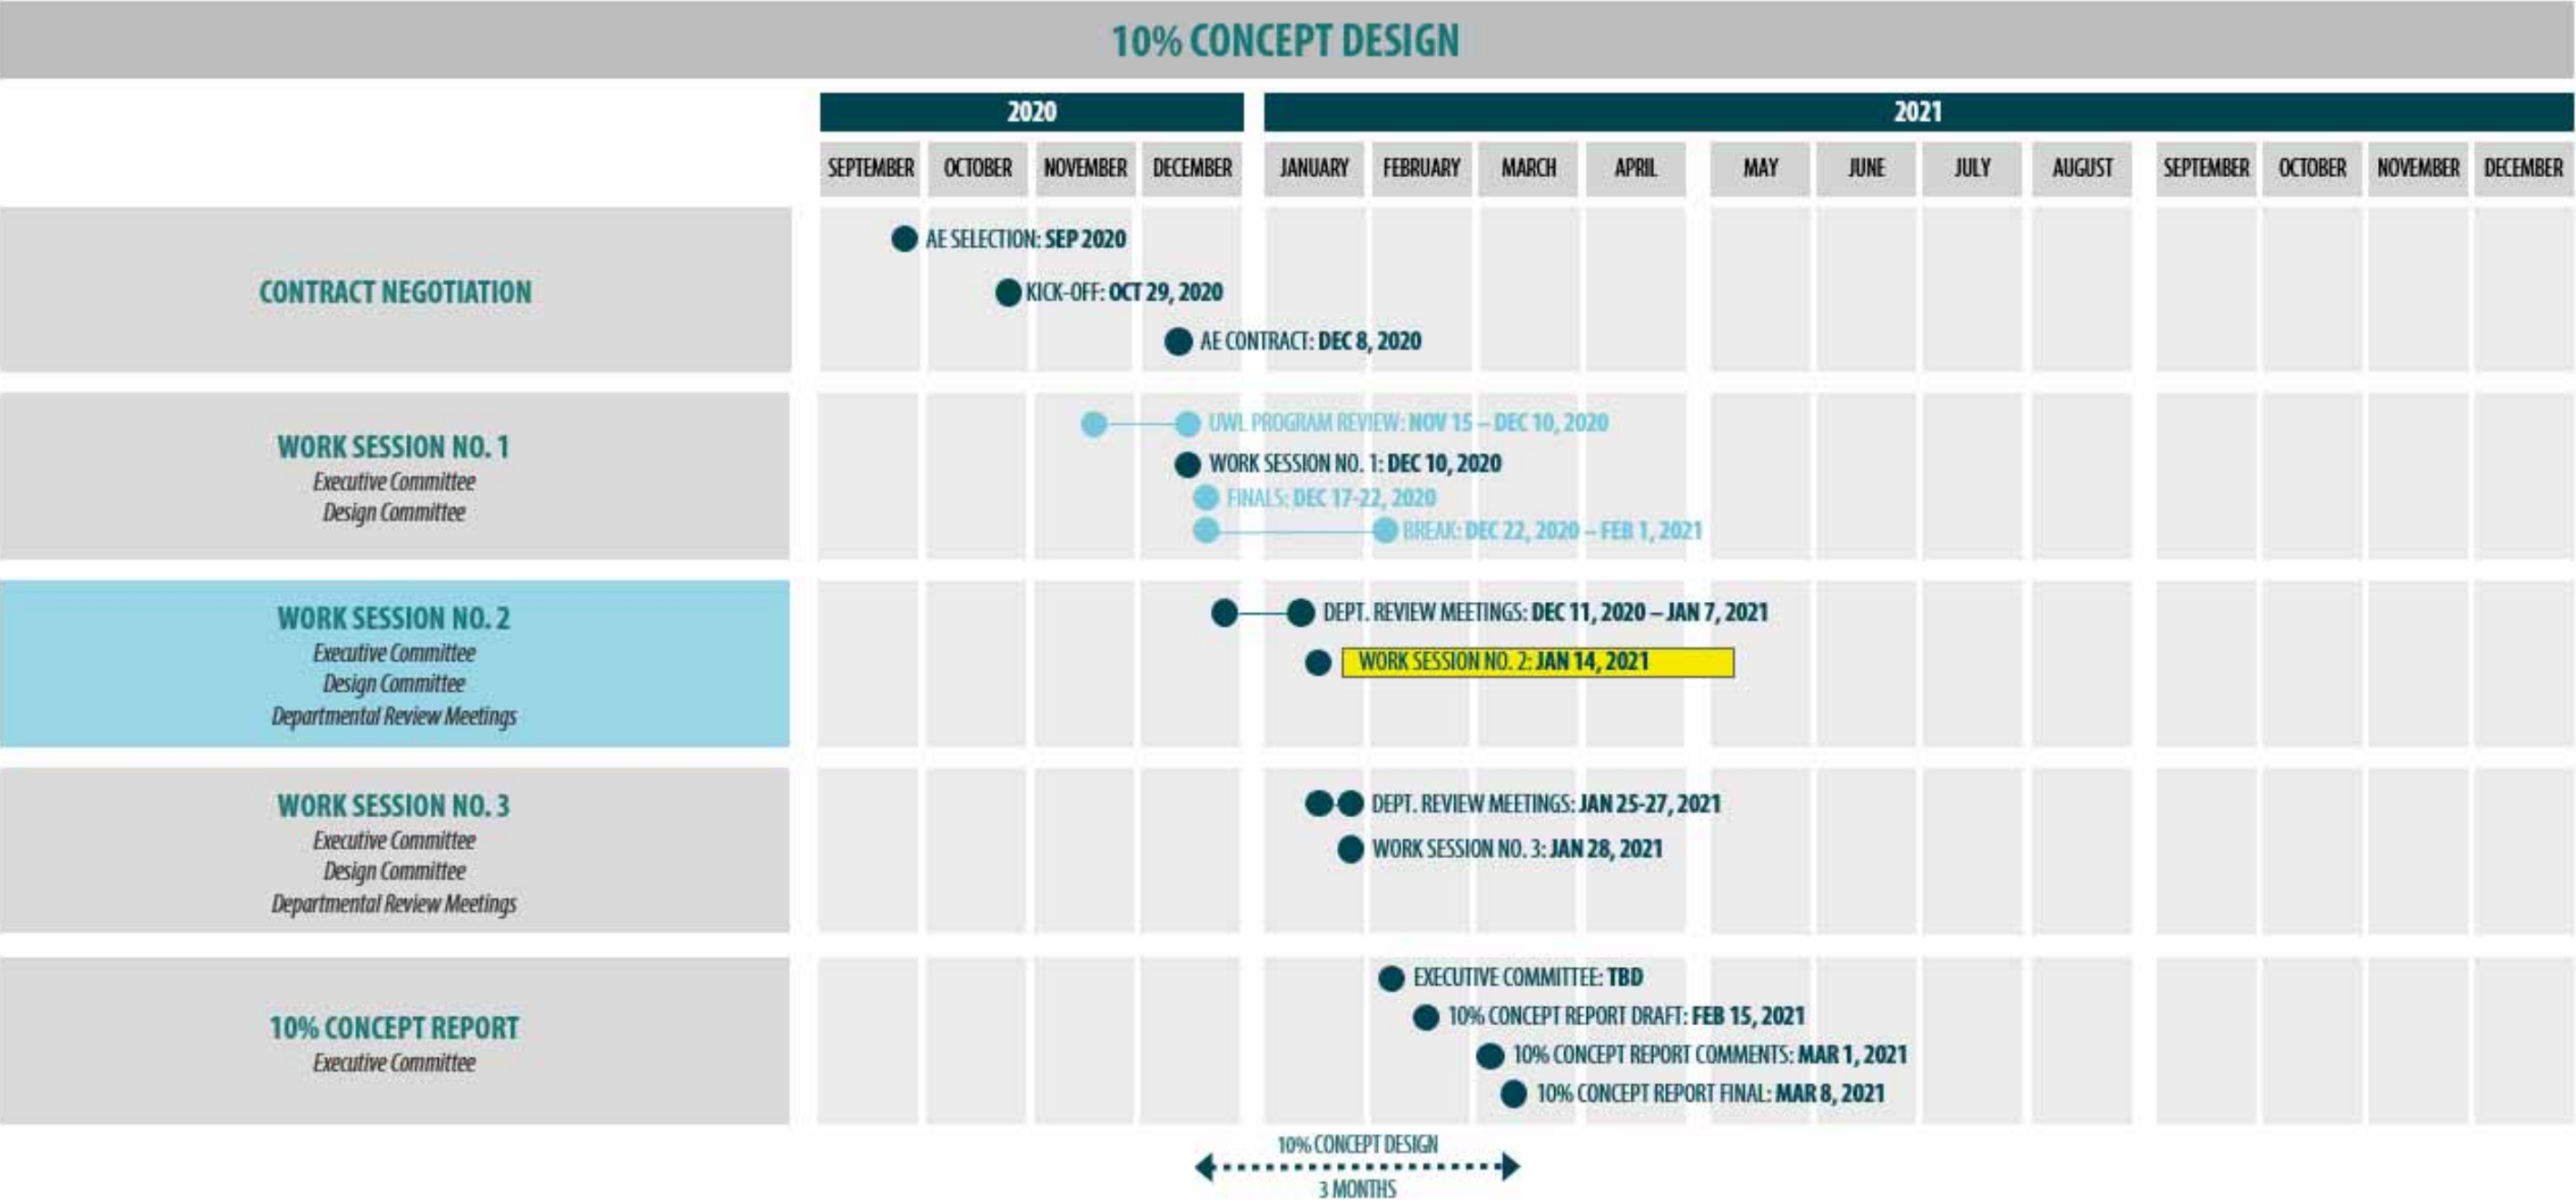 10% CONCEPT DESIGN
2020
2021
SEPTEMBER
OCTOBER
NOVEMBER
DECEMBER
JANUARY
FEBRUARY
MARCH
APRIL
MAY
JUNE
JULY
AUGUST
SEPTEMBER
OCTOBER
NOVEMBER
DECEMBER
CONTRACT NEGOTIATION
AE SELECTION: SEP 2020
KICK-OFF: OCT 29, 2020
AE CONTRACT: DEC 8, 2020
WORK SESSION NO. 1
Executive Committee
Design Committee
UWL PROGRAM REVIEW: NOV 15 – DEC 10, 2020
WORK SESSION NO. 1: DEC 10, 2020
FINALS: DEC 17-22, 2020
BREAK: DEC 22, 2020 – FEB 1, 2021
WORK SESSION NO. 2
Executive Committee
Design Committee
Departmental Review Meetings
DEPT. REVIEW MEETINGS: DEC 11, 2020 – JAN 7, 2021
WORK SESSION NO. 2: JAN 14, 2021
WORK SESSION NO. 3
Executive Committee
Design Committee
Departmental Review Meetings
DEPT. REVIEW MEETINGS: JAN 25-27, 2021
WORK SESSION NO. 3: JAN 28, 2021
10% CONCEPT REPORT
Executive Committee
EXECUTIVE COMMITTEE: TBD
10% CONCEPT REPORT DRAFT: FEB 15, 2021
10% CONCEPT REPORT COMMENTS: MAR 1, 2021
10% CONCEPT REPORT FINAL: MAR 8, 2021
10% CONCEPT DESIGN
3 MONTHS